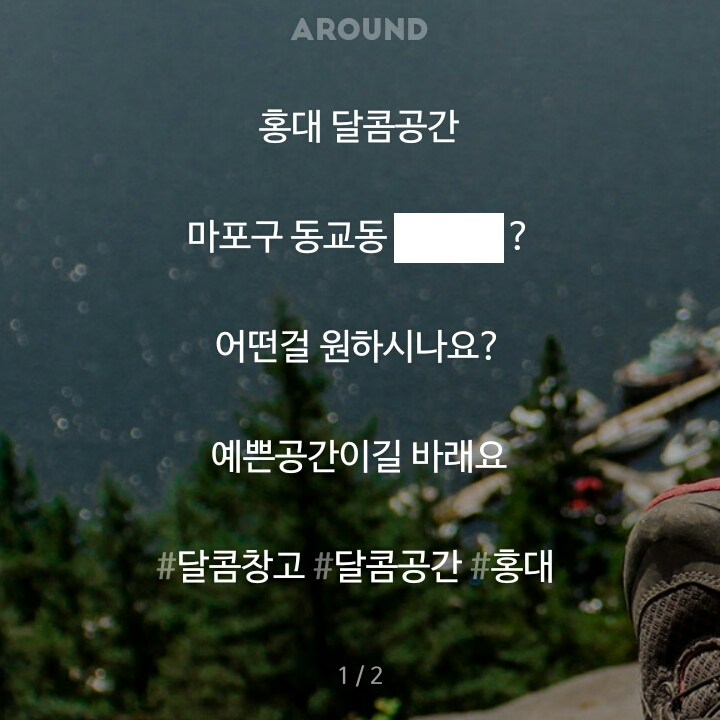 AROUND
홍대 달콤공간
마포구 동교동 ?
어떤걸 원하시나요?
예쁜공간이길 바래요
#달콤창고 #달콤공간 #홍대
1 / 2